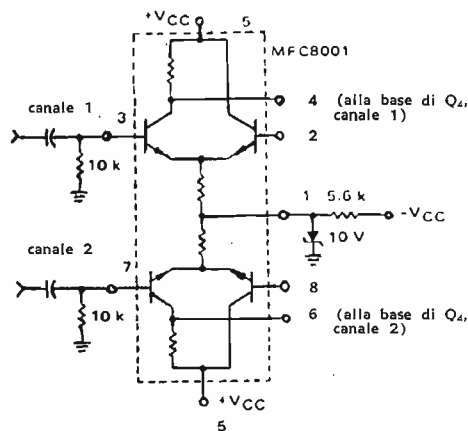 +VCC 5
MFC8001
4 (alla base di Q4,
canale 1)
canale 1
3
2
10 k
1 5.6 k
-VCC
10 V
canale 2
7
8
6 (alla base di Q4,
canale 2)
10 k
+VCC
5